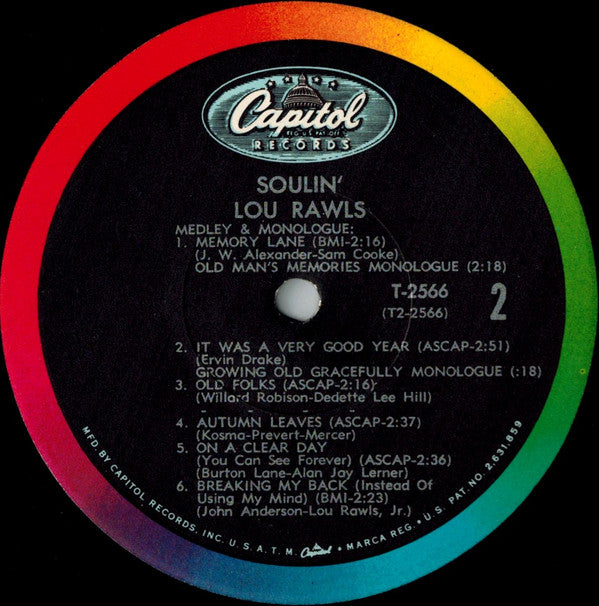 Capitol
REG. U.S. PAT. OFF.
RECORDS
SOULIN'
LOU RAWLS
MEDLEY & MONOLOGUE:
1. MEMORY LANE (BMI-2:16)
(J. W. Alexander-Sam Cooke)
OLD MAN'S MEMORIES MONOLOGUE (2:18)
T-2566
(T2-2566)
2
2. IT WAS A VERY GOOD YEAR (ASCAP-2:51)
(Ervin Drake)
GROWING OLD GRACEFULLY MONOLOGUE (:18)
3. OLD FOLKS (ASCAP-2:16)
(Willard Robison-Dedette Lee Hill)
4. AUTUMN LEAVES (ASCAP-2:37)
(Kosma-Prevert-Mercer)
5. ON A CLEAR DAY
(You Can See Forever) (ASCAP-2:36)
(Burton Lane-Alan Jay Lerner)
6. BREAKING MY BACK (Instead Of
Using My Mind) (BMI-2:23)
(John Anderson-Lou Rawls, Jr.)
MFD. BY CAPITOL RECORDS, INC. U. S. A. T. M. Capitol • MARCA REG. • U. S. PAT. NO. 2,631,859